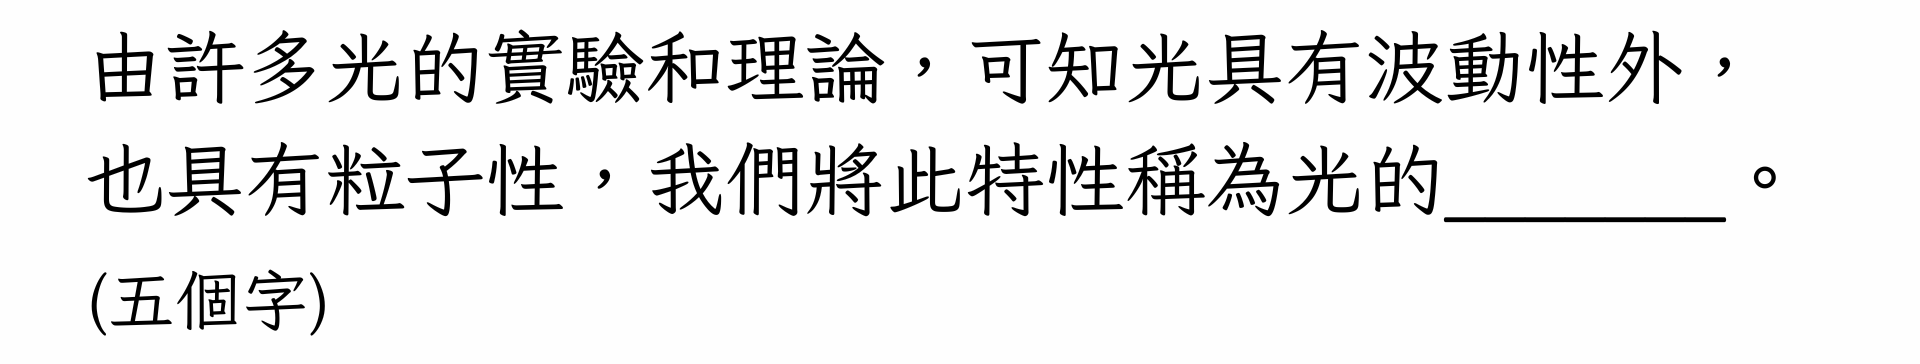 由許多光的實驗和理論，可知光具有波動性外，
也具有粒子性，我們將此特性稱為光的________。
(五個字)